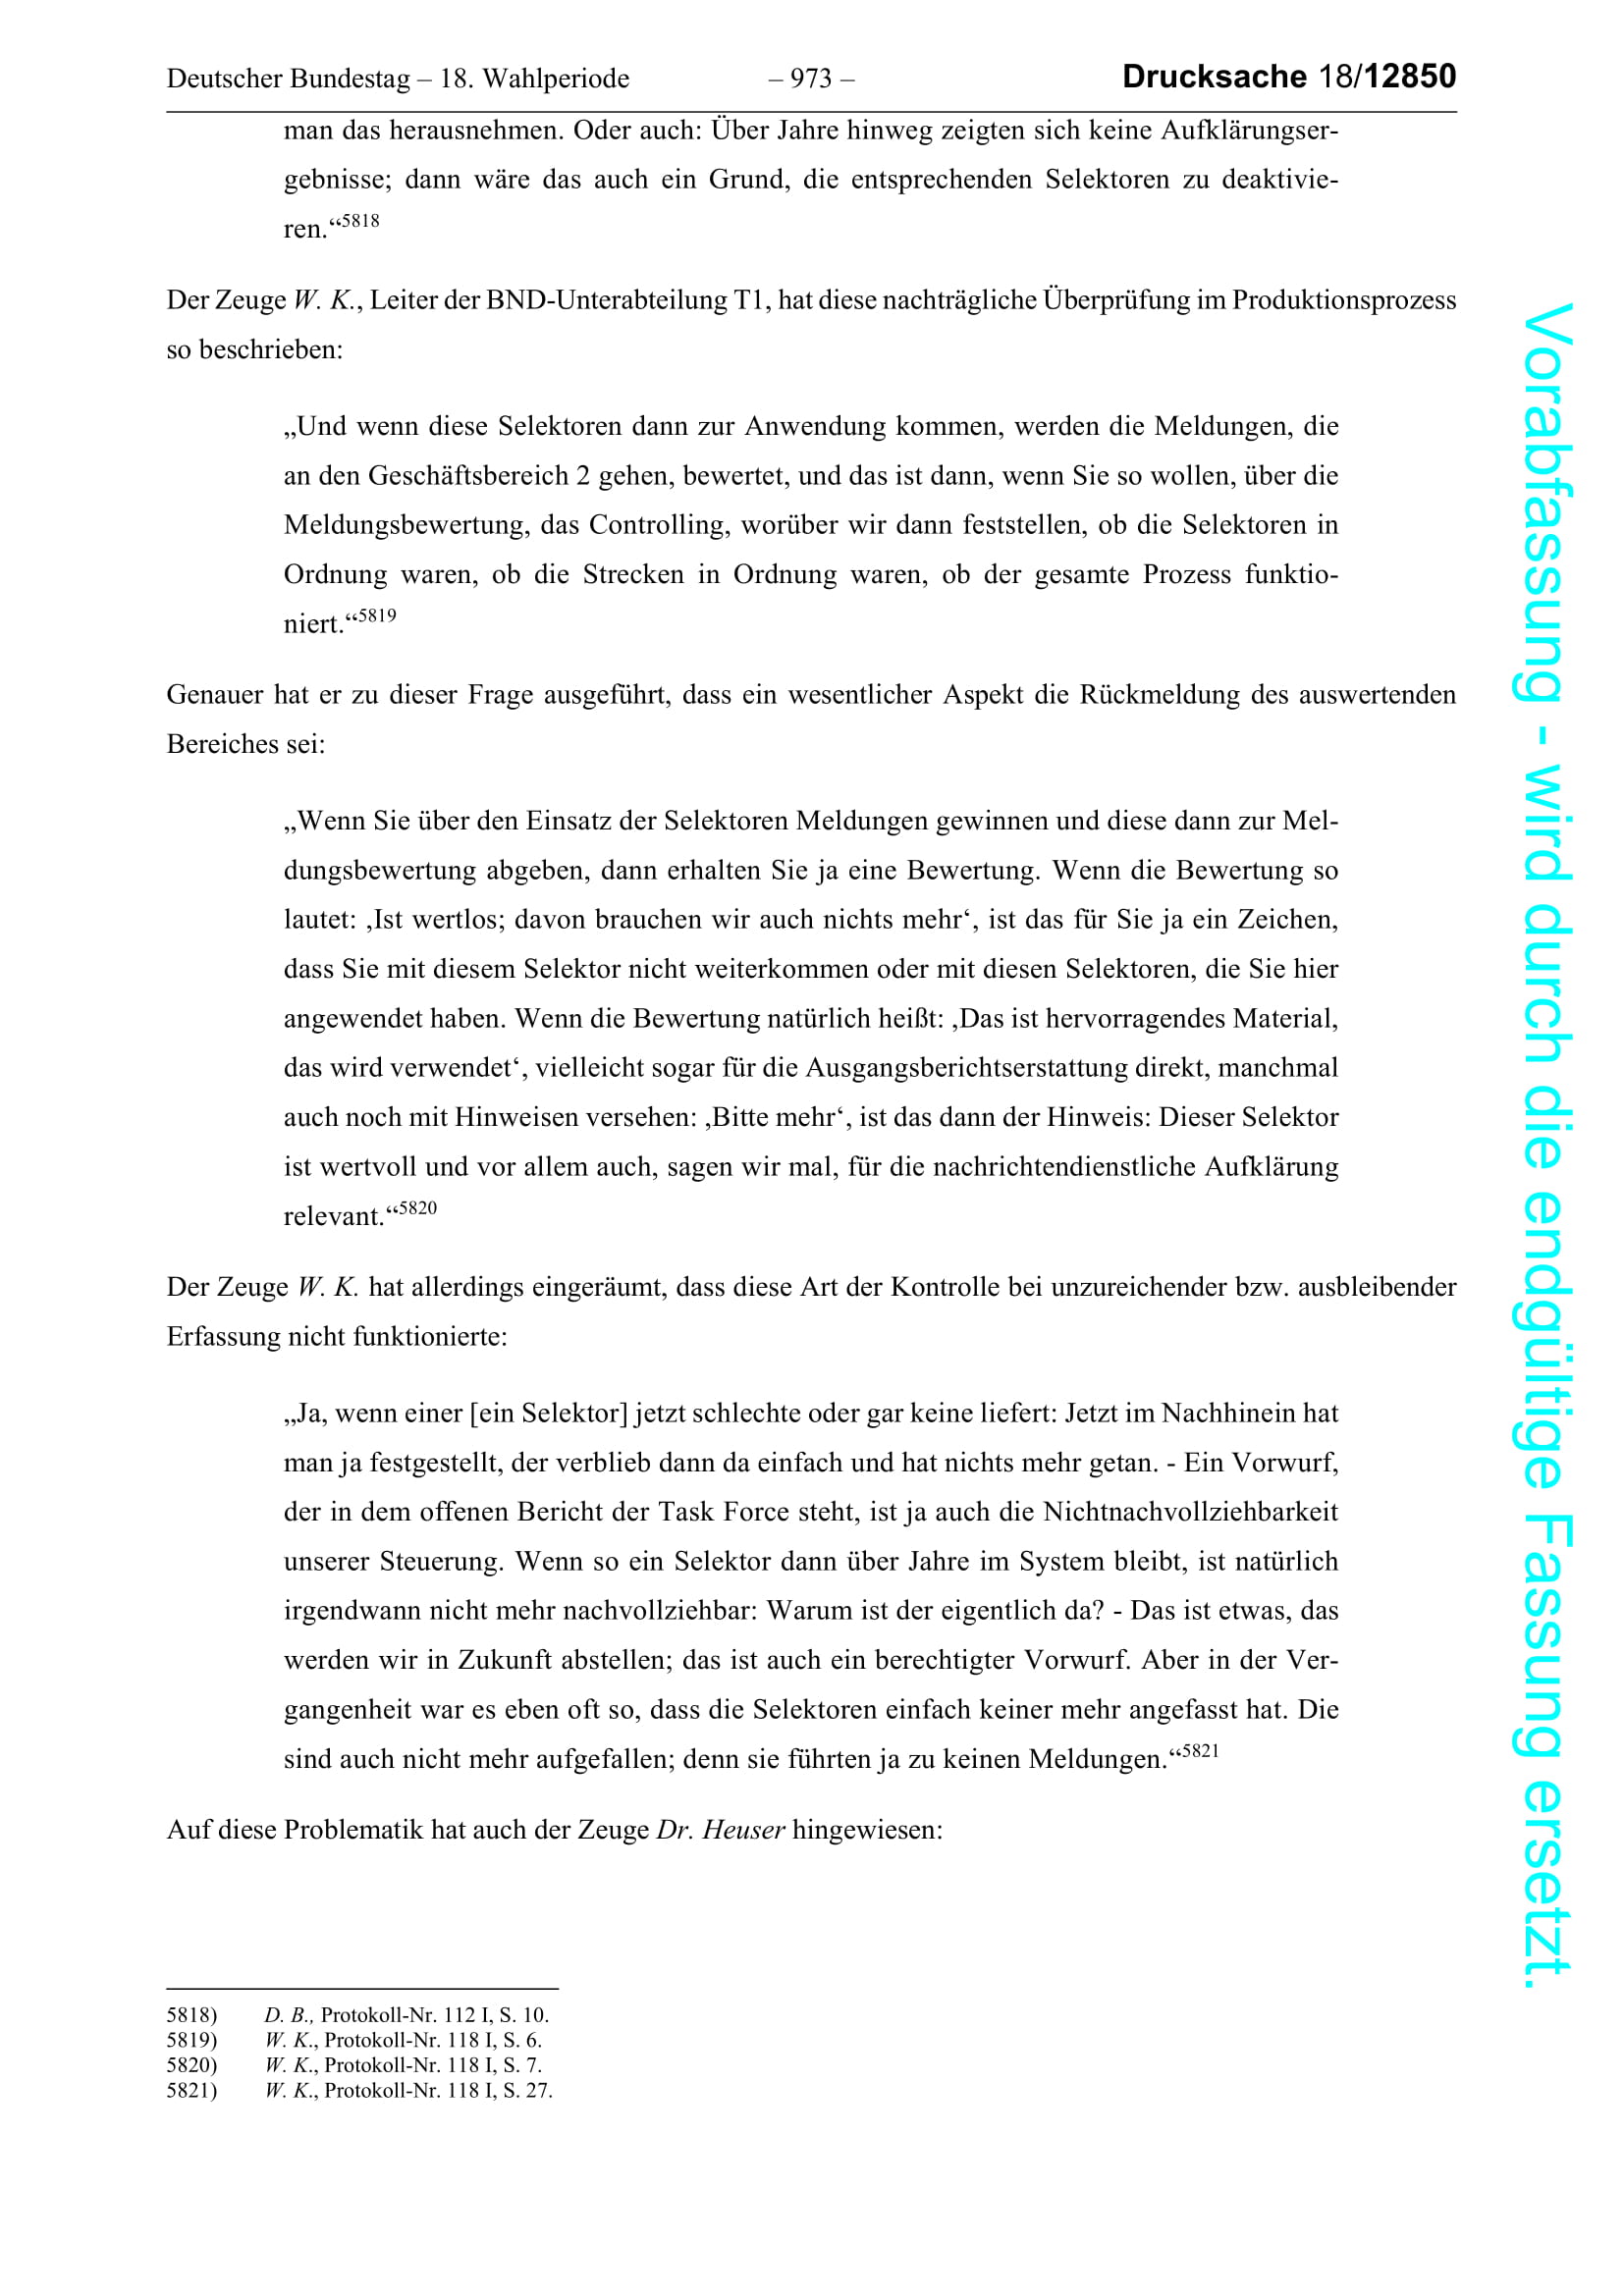 Deutscher Bundestag – 18. Wahlperiode – 973 – Drucksache 18/12850
man das herausnehmen. Oder auch: Über Jahre hinweg zeigten sich keine Aufklärungser-
gebnisse; dann wäre das auch ein Grund, die entsprechenden Selektoren zu deaktivie-
ren.“5818
Der Zeuge W. K., Leiter der BND-Unterabteilung T1, hat diese nachträgliche Überprüfung im Produktionsprozess
so beschrieben:
„Und wenn diese Selektoren dann zur Anwendung kommen, werden die Meldungen, die
an den Geschäftsbereich 2 gehen, bewertet, und das ist dann, wenn Sie so wollen, über die
Meldungsbewertung, das Controlling, worüber wir dann feststellen, ob die Selektoren in
Ordnung waren, ob die Strecken in Ordnung waren, ob der gesamte Prozess funktio-
niert.“5819
Genauer hat er zu dieser Frage ausgeführt, dass ein wesentlicher Aspekt die Rückmeldung des auswertenden
Bereiches sei:
„Wenn Sie über den Einsatz der Selektoren Meldungen gewinnen und diese dann zur Mel-
dungsbewertung abgeben, dann erhalten Sie ja eine Bewertung. Wenn die Bewertung so
lautet: ‚Ist wertlos; davon brauchen wir auch nichts mehr‘, ist das für Sie ja ein Zeichen,
dass Sie mit diesem Selektor nicht weiterkommen oder mit diesen Selektoren, die Sie hier
angewendet haben. Wenn die Bewertung natürlich heißt: ‚Das ist hervorragendes Material,
das wird verwendet‘, vielleicht sogar für die Ausgangsberichtserstattung direkt, manchmal
auch noch mit Hinweisen versehen: ‚Bitte mehr‘, ist das dann der Hinweis: Dieser Selektor
ist wertvoll und vor allem auch, sagen wir mal, für die nachrichtendienstliche Aufklärung
relevant.“5820
Der Zeuge W. K. hat allerdings eingeräumt, dass diese Art der Kontrolle bei unzureichender bzw. ausbleibender
Erfassung nicht funktionierte:
„Ja, wenn einer [ein Selektor] jetzt schlechte oder gar keine liefert: Jetzt im Nachhinein hat
man ja festgestellt, der verblieb dann da einfach und hat nichts mehr getan. - Ein Vorwurf,
der in dem offenen Bericht der Task Force steht, ist ja auch die Nichtnachvollziehbarkeit
unserer Steuerung. Wenn so ein Selektor dann über Jahre im System bleibt, ist natürlich
irgendwann nicht mehr nachvollziehbar: Warum ist der eigentlich da? - Das ist etwas, das
werden wir in Zukunft abstellen; das ist auch ein berechtigter Vorwurf. Aber in der Ver-
gangenheit war es eben oft so, dass die Selektoren einfach keiner mehr angefasst hat. Die
sind auch nicht mehr aufgefallen; denn sie führten ja zu keinen Meldungen.“5821
Auf diese Problematik hat auch der Zeuge Dr. Heuser hingewiesen:
5818) D. B., Protokoll-Nr. 112 I, S. 10.
5819) W. K., Protokoll-Nr. 118 I, S. 6.
5820) W. K., Protokoll-Nr. 118 I, S. 7.
5821) W. K., Protokoll-Nr. 118 I, S. 27.
Vorabfassung - wird durch die endgültige Fassung ersetzt.